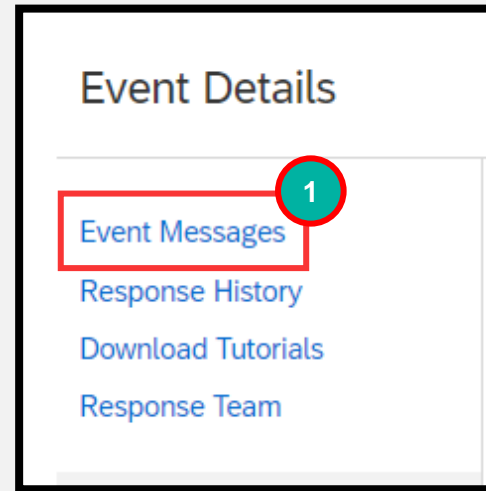 Event Details
1
Event Messages
Response History
Download Tutorials
Response Team